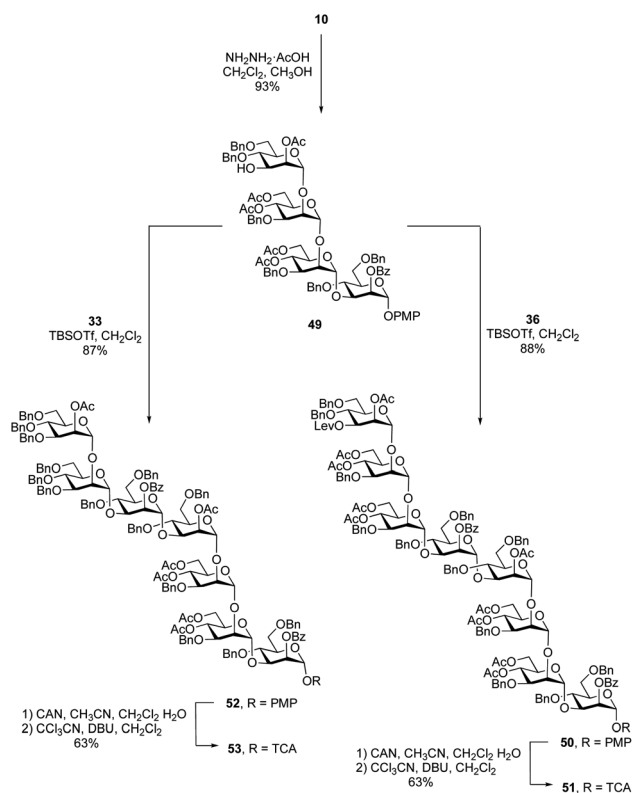 10
NH₂NH₂·AcOH
CH₂Cl₂, CH₃OH
93%
BnO OAc
BnO O
HO O
AcO
AcO O
BnO O
AcO OBn
AcO O OBz
BnO BnO O
O OPMP
49
33
TBSOTf, CH₂Cl₂
87%
36
TBSOTf, CH₂Cl₂
88%
BnO OAc
BnO O
BnO O
BnO OBn
BnO O OBz OBn
BnO BnO O OAc
O BnO O
O O
AcO
AcO O
BnO O
AcO OBn
AcO O OBz
BnO BnO O
O O
R
52, R = PMP
1) CAN, CH₃CN, CH₂Cl₂ H₂O
2) CCl₃CN, DBU, CH₂Cl₂
63%
53, R = TCA
BnO OAc
BnO O
LevO O
AcO
AcO O
BnO O
AcO OBn
AcO O OBz OBn
BnO BnO O OAc
O BnO O
O O
AcO
AcO O
BnO O
AcO OBn
AcO O OBz
BnO BnO O
O O
R
50, R = PMP
1) CAN, CH₃CN, CH₂Cl₂ H₂O
2) CCl₃CN, DBU, CH₂Cl₂
63%
51, R = TCA